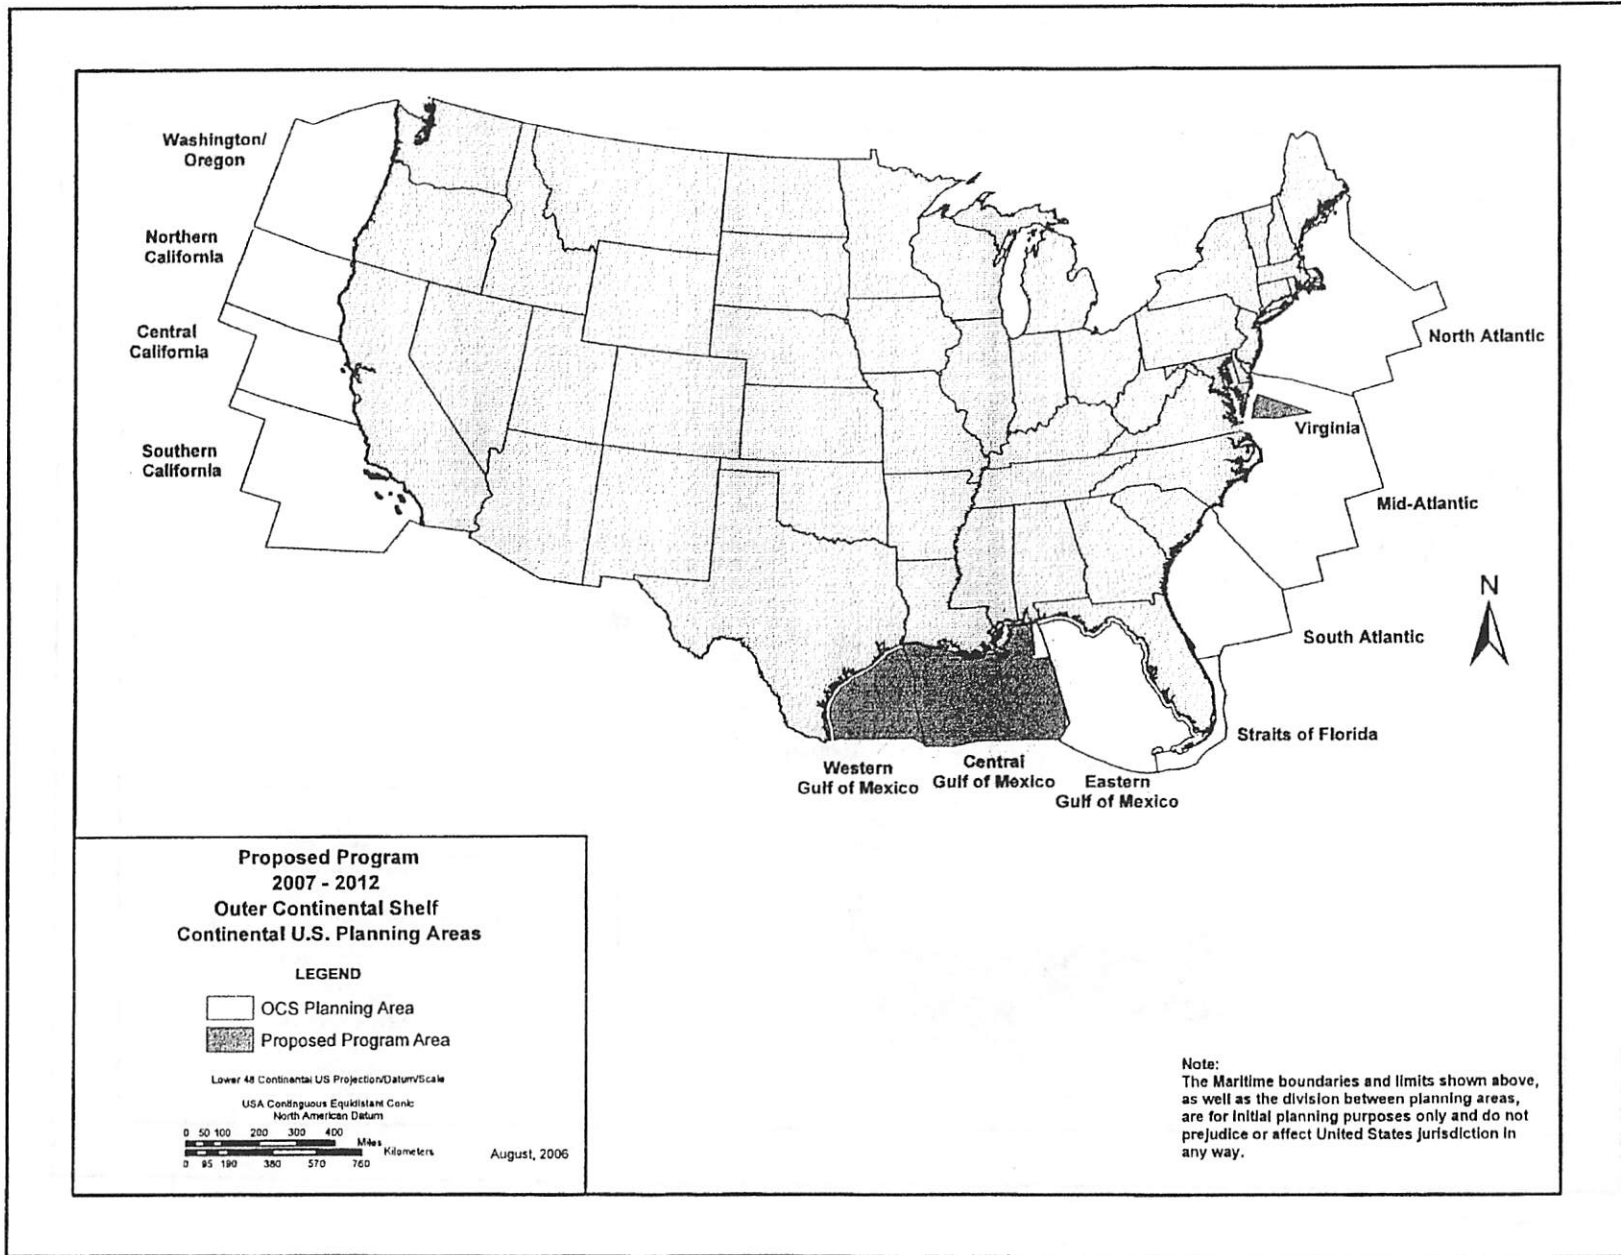 Washington/
Oregon
Northern
California
Central
California
Southern
California
North Atlantic
Virginia
Mid-Atlantic
N
South Atlantic
Straits of Florida
Western
Gulf of Mexico
Central
Gulf of Mexico
Eastern
Gulf of Mexico
Proposed Program
2007 - 2012
Outer Continental Shelf
Continental U.S. Planning Areas
LEGEND
OCS Planning Area
Proposed Program Area
Lower 48 Continental US Projection/Datum/Scale
USA Contiguous Equidistant Conic
North American Datum
0 50 100 200 300 400
Miles
Kilometers
0 95 190 380 570 760
August, 2006
Note:
The Maritime boundaries and limits shown above,
as well as the division between planning areas,
are for initial planning purposes only and do not
prejudice or affect United States jurisdiction in
any way.